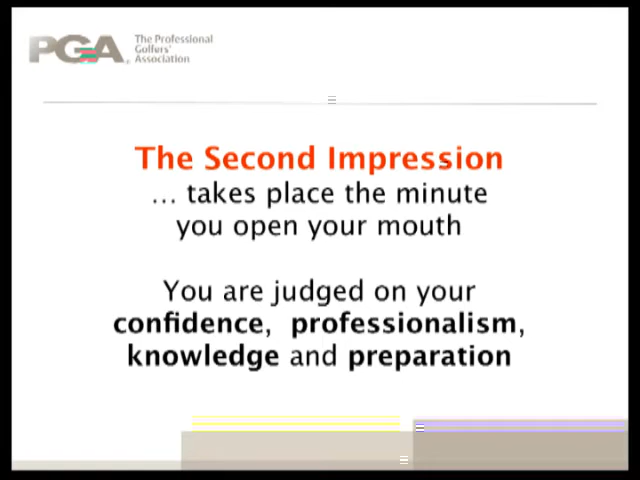 PGA
The Professional
Golfers'
Association
The Second Impression
... takes place the minute
you open your mouth
You are judged on your
confidence, professionalism,
knowledge and preparation